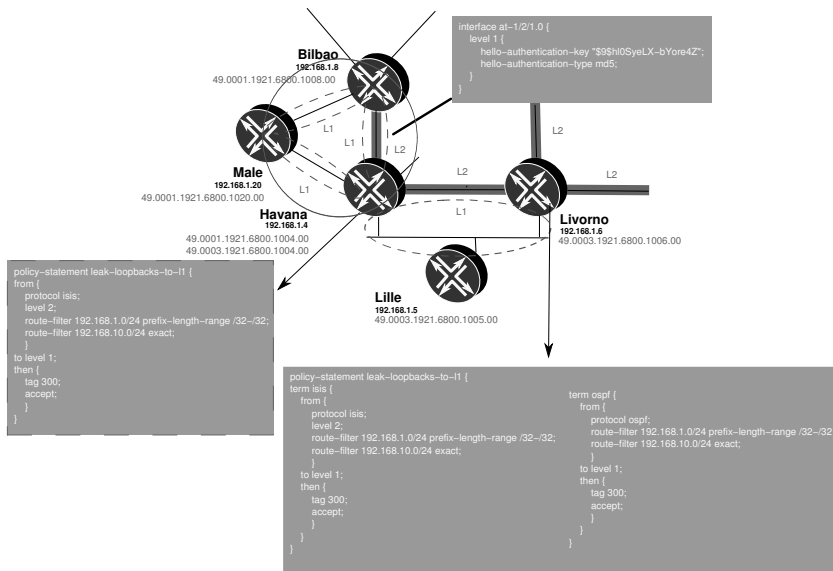 interface at−1/2/1.0 {
level 1 {
hello−authentication−key "$9$hl0SyeLX−bYore4Z";
hello−authentication−type md5;
}
}
Bilbao
192.168.1.8
49.0001.1921.6800.1008.00
L1
L1
L2
L2
Male
192.168.1.20
49.0001.1921.6800.1020.00
L1
L2
L2
L1
Havana
192.168.1.4
49.0001.1921.6800.1004.00
49.0003.1921.6800.1004.00
Livorno
192.168.1.6
49.0003.1921.6800.1006.00
Lille
192.168.1.5
49.0003.1921.6800.1005.00
policy−statement leak−loopbacks−to−l1 {
from {
protocol isis;
level 2;
route−filter 192.168.1.0/24 prefix−length−range /32−/32;
route−filter 192.168.10.0/24 exact;
}
to level 1;
then {
tag 300;
accept;
}
}
policy−statement leak−loopbacks−to−l1 {
term isis {
from {
protocol isis;
level 2;
route−filter 192.168.1.0/24 prefix−length−range /32−/32;
route−filter 192.168.10.0/24 exact;
}
to level 1;
then {
tag 300;
accept;
}
}
}
term ospf {
from {
protocol ospf;
route−filter 192.168.1.0/24 prefix−length−range /32−/32
route−filter 192.168.10.0/24 exact;
}
to level 1;
then {
tag 300;
accept;
}
}
}